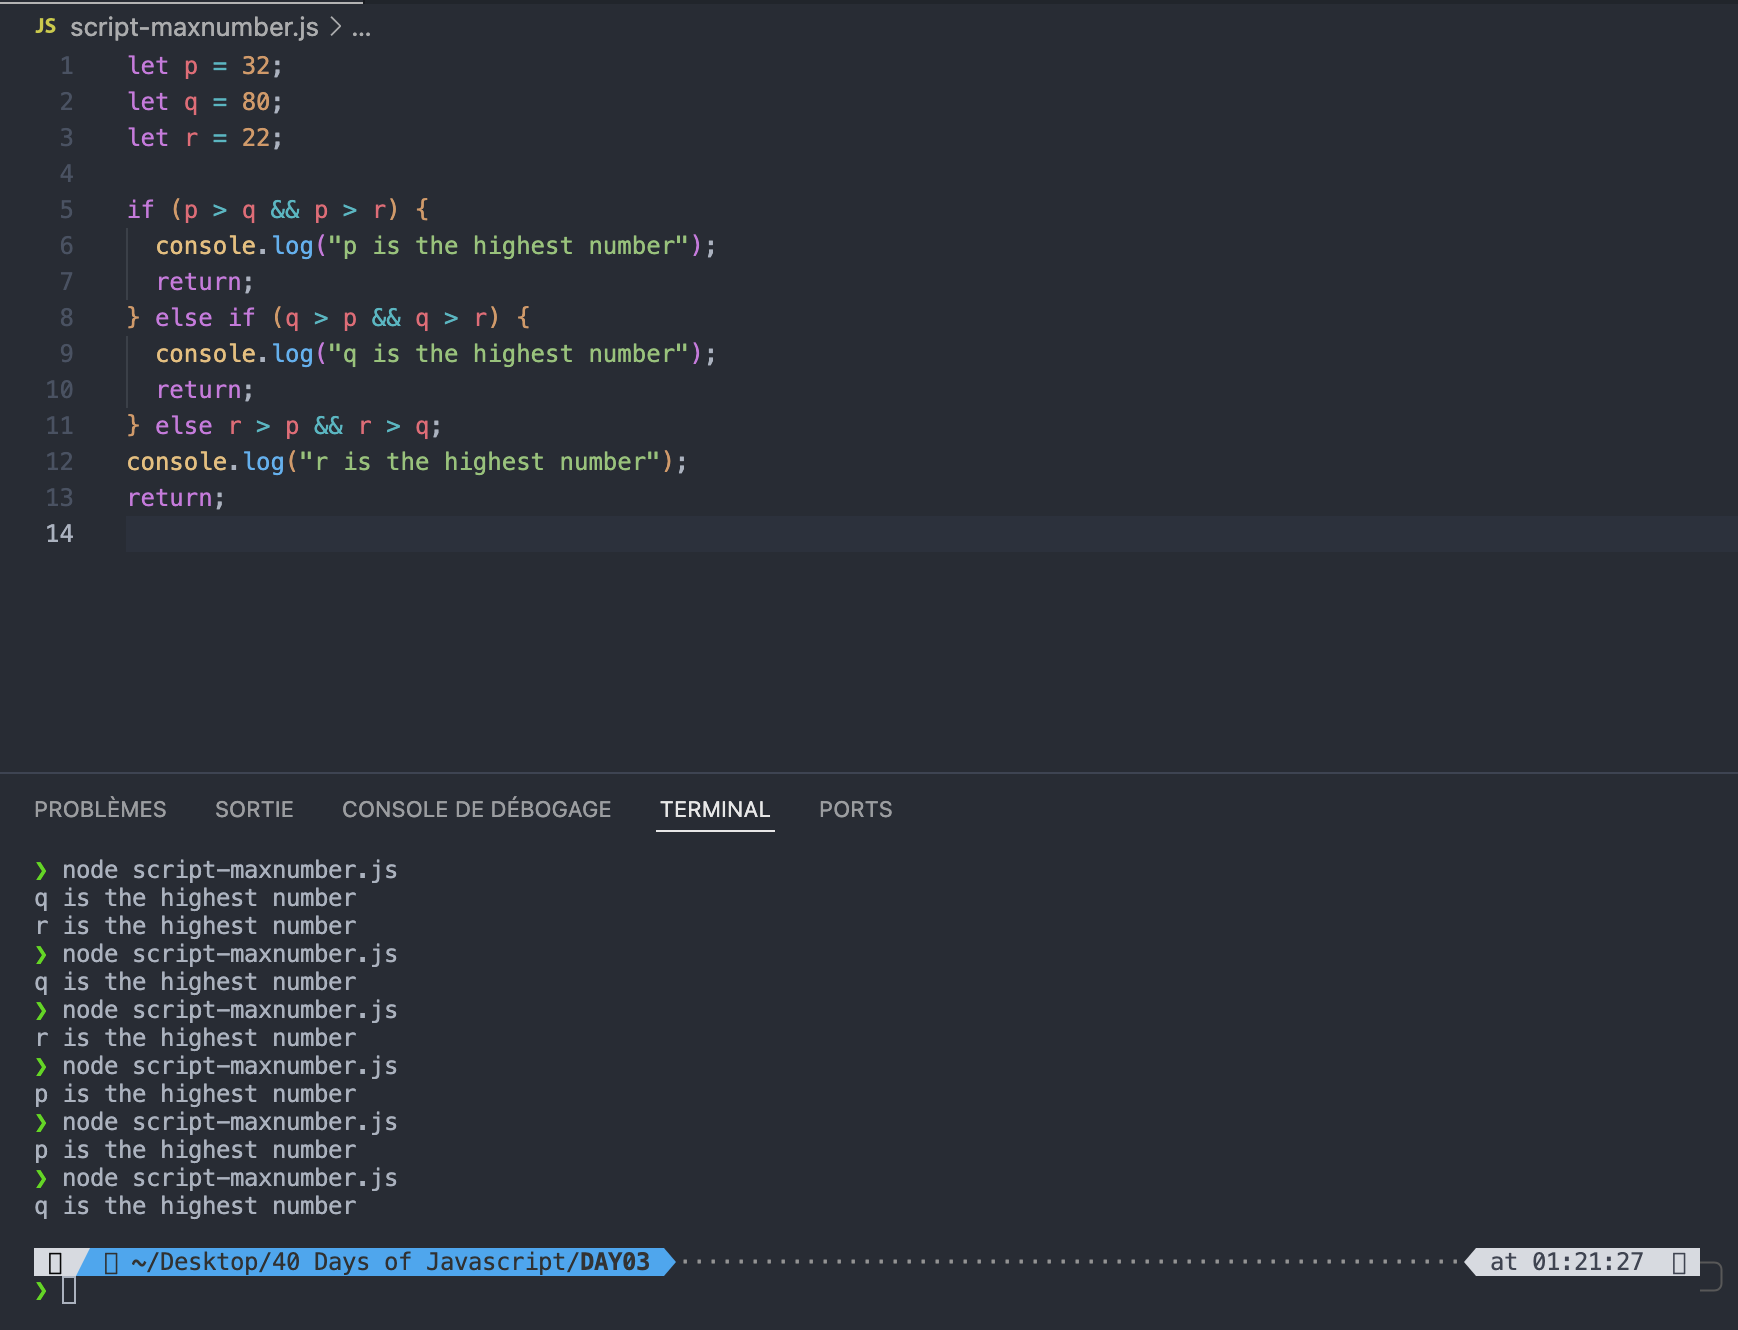 JS script-maxnumber.js > ...
1 let p = 32;
2 let q = 80;
3 let r = 22;
4
5 if (p > q && p > r) {
6   console.log("p is the highest number");
7   return;
8 } else if (q > p && q > r) {
9   console.log("q is the highest number");
10   return;
11 } else r > p && r > q;
12 console.log("r is the highest number");
13 return;
14
PROBLÈMES SORTIE CONSOLE DE DÉBOGAGE TERMINAL PORTS
❯ node script-maxnumber.js
q is the highest number
r is the highest number
❯ node script-maxnumber.js
q is the highest number
❯ node script-maxnumber.js
r is the highest number
❯ node script-maxnumber.js
p is the highest number
❯ node script-maxnumber.js
p is the highest number
❯ node script-maxnumber.js
q is the highest number
~/Desktop/40 Days of Javascript/DAY03 at 01:21:27
❯